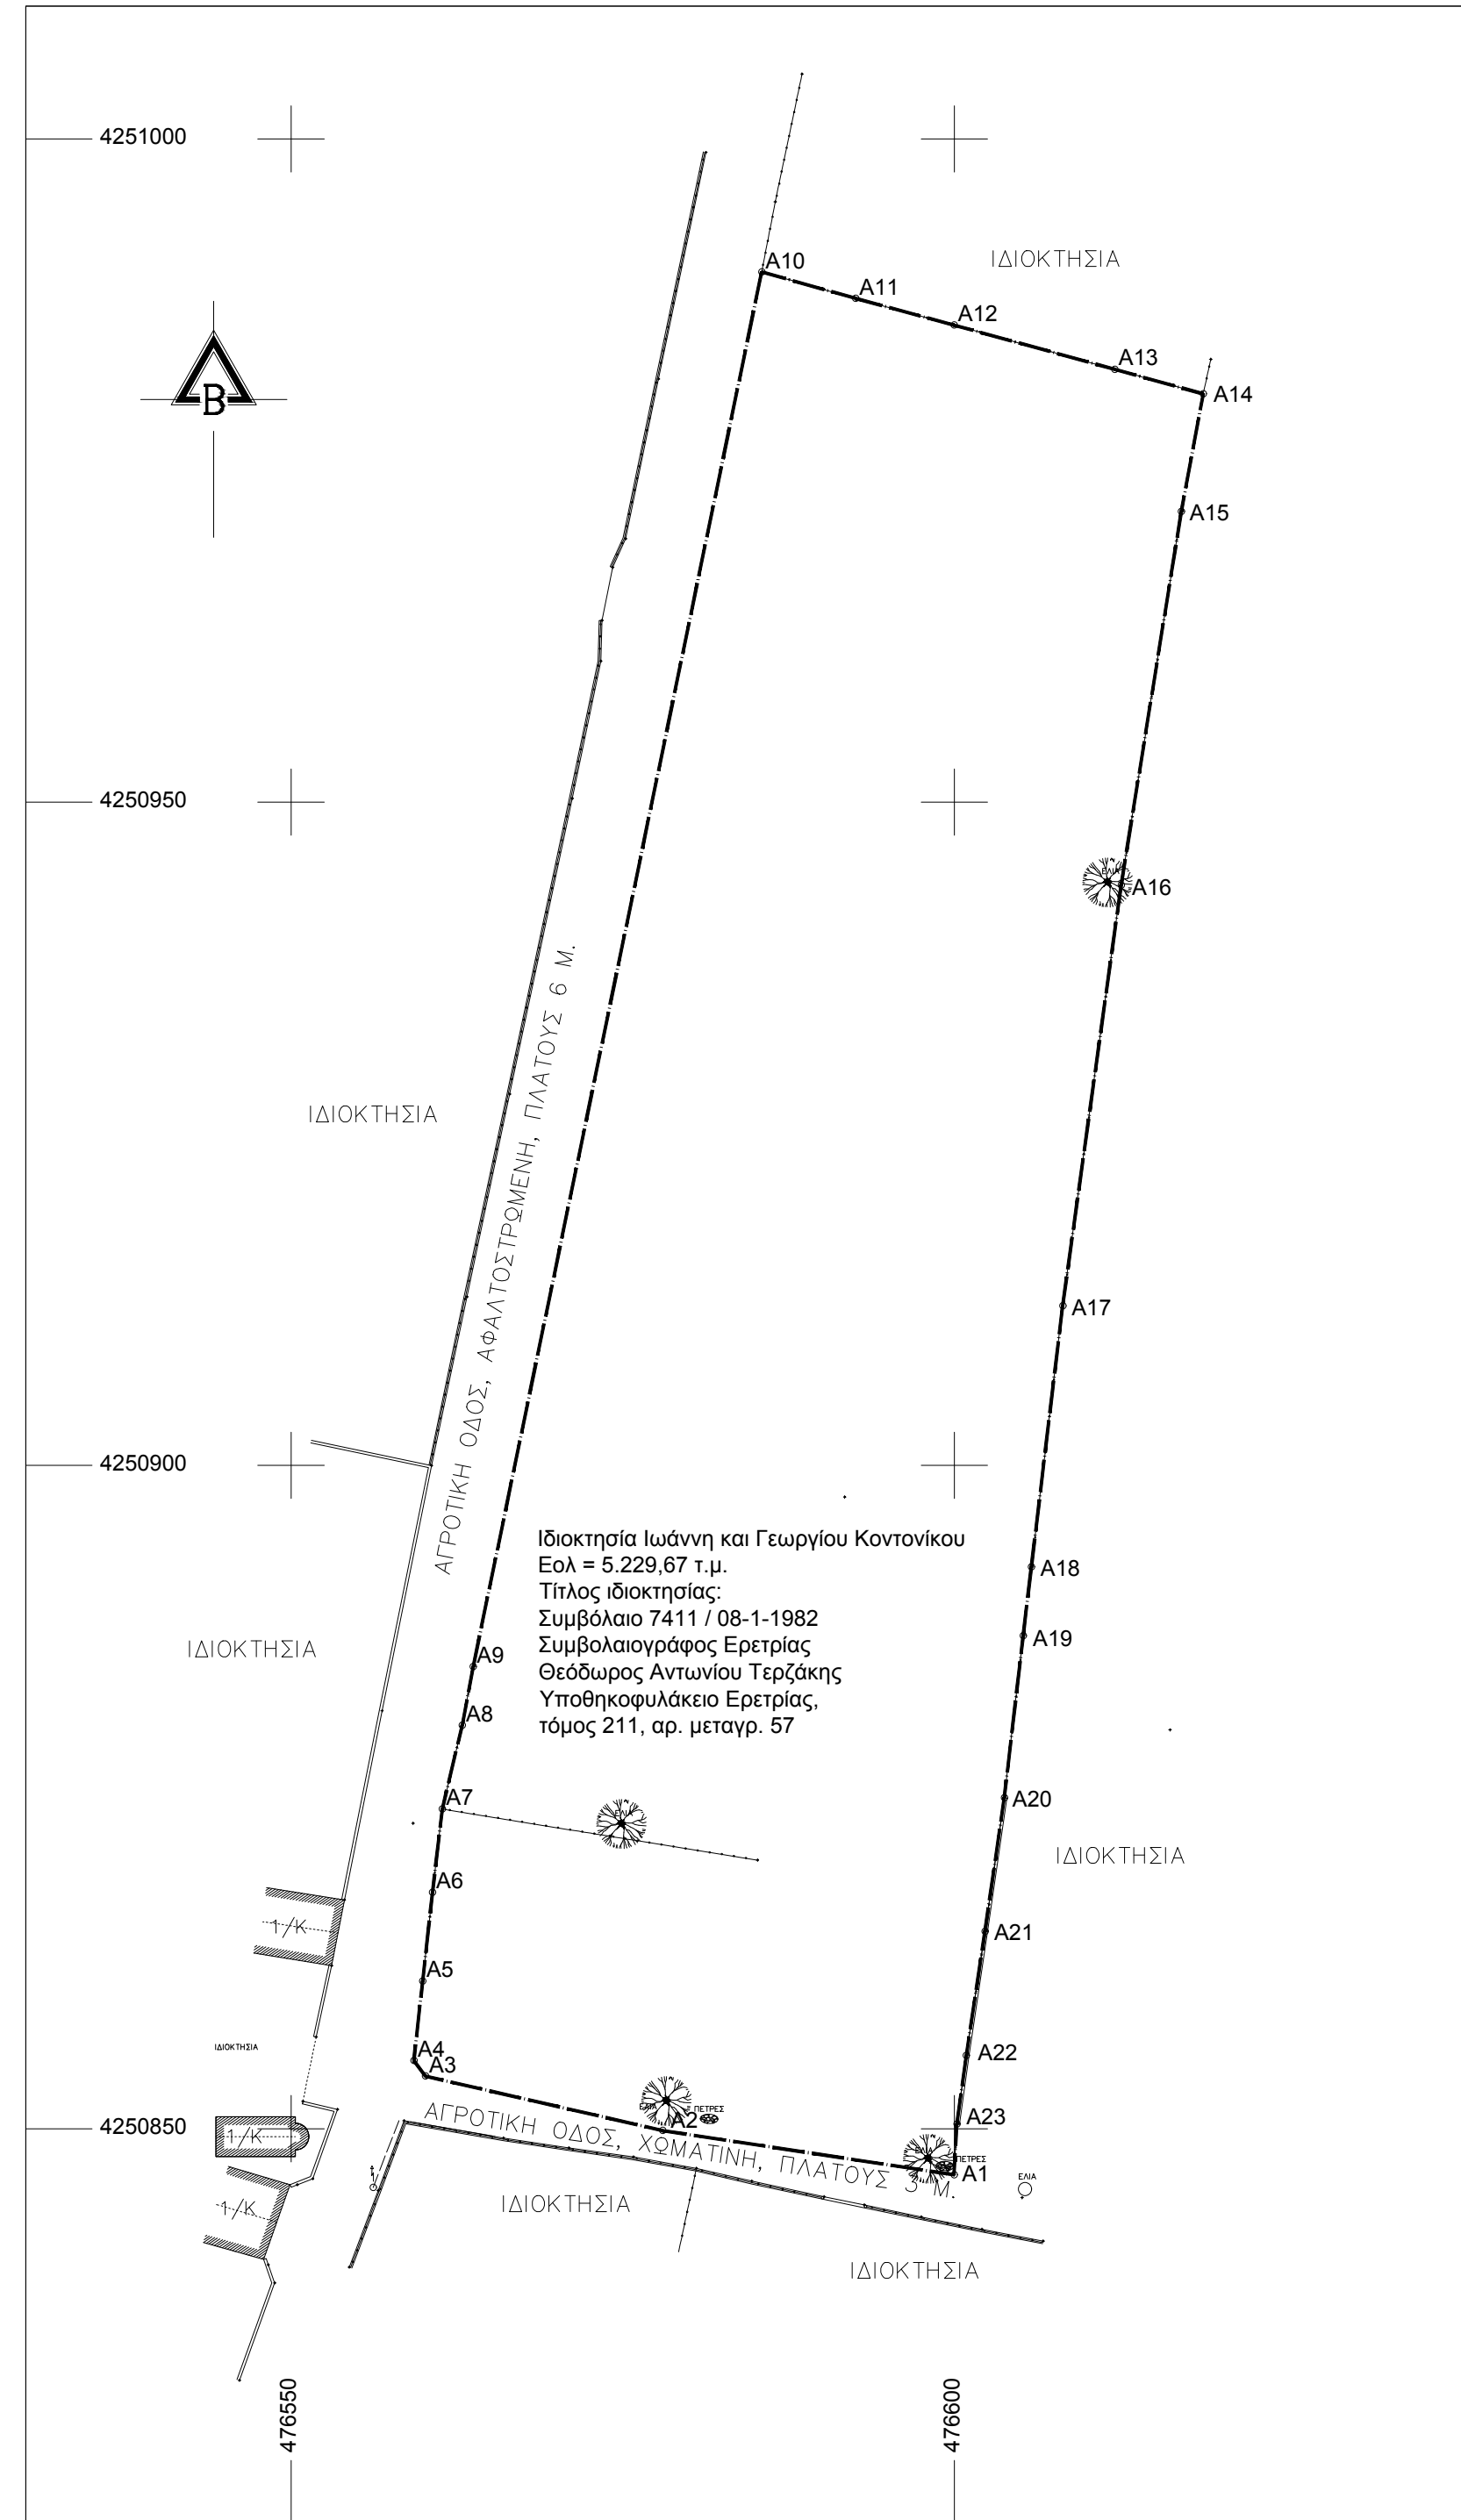 4251000
ΙΔΙΟΚΤΗΣΙΑ
A10
A11
A12
A13
A14
B
A15
4250950
ΕΛΙΑ
A16
ΑΓΡΟΤΙΚΗ ΟΔΟΣ, ΑΦΑΛΤΟΣΤΡΩΜΕΝΗ, ΠΛΑΤΟΥΣ 6 Μ.
ΙΔΙΟΚΤΗΣΙΑ
A17
4250900
Ιδιοκτησία Ιωάννη και Γεωργίου Κοντονίκου
Εολ = 5.229,67 τ.μ.
Τίτλος ιδιοκτησίας:
Συμβόλαιο 7411 / 08-1-1982
Συμβολαιογράφος Ερετρίας
Θεόδωρος Αντωνίου Τερζάκης
Υποθηκοφυλάκειο Ερετρίας,
τόμος 211, αρ. μεταγρ. 57
A18
A19
ΙΔΙΟΚΤΗΣΙΑ
A9
A8
A7
ΕΛΙΑ
A20
ΙΔΙΟΚΤΗΣΙΑ
A6
1/Κ
A21
A5
ΙΔΙΟΚΤΗΣΙΑ
A4
A3
A22
ΕΛΙΑ
ΠΕΤΡΕΣ
4250850
A2
A23
1/Κ
ΑΓΡΟΤΙΚΗ ΟΔΟΣ, ΧΩΜΑΤΙΝΗ, ΠΛΑΤΟΥΣ 3 Μ.
ΕΛΙΑ
ΠΕΤΡΕΣ
A1
ΕΛΙΑ
1/Κ
ΙΔΙΟΚΤΗΣΙΑ
ΙΔΙΟΚΤΗΣΙΑ
476550
476600